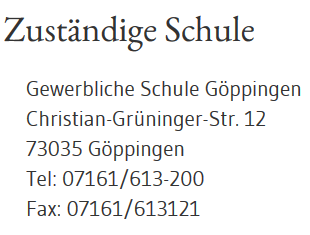 Zuständige Schule
Gewerbliche Schule Göppingen
Christian-Grüninger-Str. 12
73035 Göppingen
Tel: 07161/613-200
Fax: 07161/613121